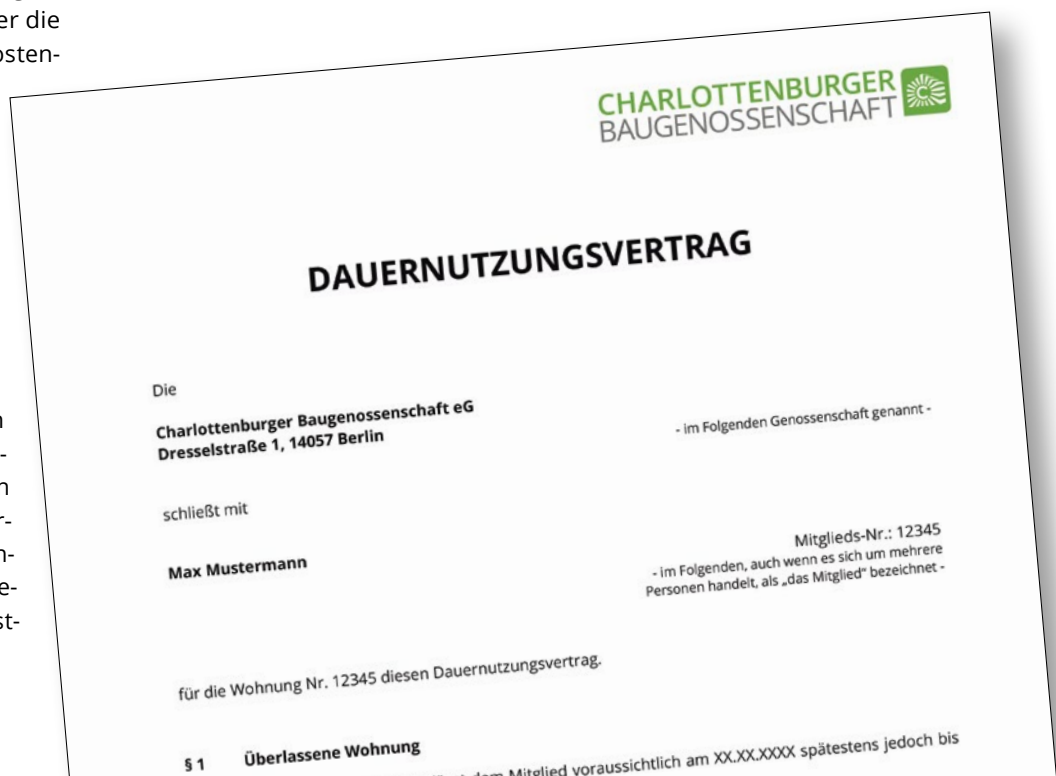 er die
osten-
CHARLOTTENBURGER
BAUGENOSSENSCHAFT
DAUERNUTZUNGSVERTRAG
Die
Charlottenburger Baugenossenschaft eG
Dresselstraße 1, 14057 Berlin
- im Folgenden Genossenschaft genannt -
schließt mit
Max Mustermann
Mitglieds-Nr.: 12345
- im Folgenden, auch wenn es sich um mehrere
Personen handelt, als „das Mitglied“ bezeichnet -
für die Wohnung Nr. 12345 diesen Dauernutzungsvertrag.
§ 1 Überlassene Wohnung
dem Mitglied voraussichtlich am XX.XX.XXXX spätestens jedoch bis
n
-
n
r-
n-
e-
st-